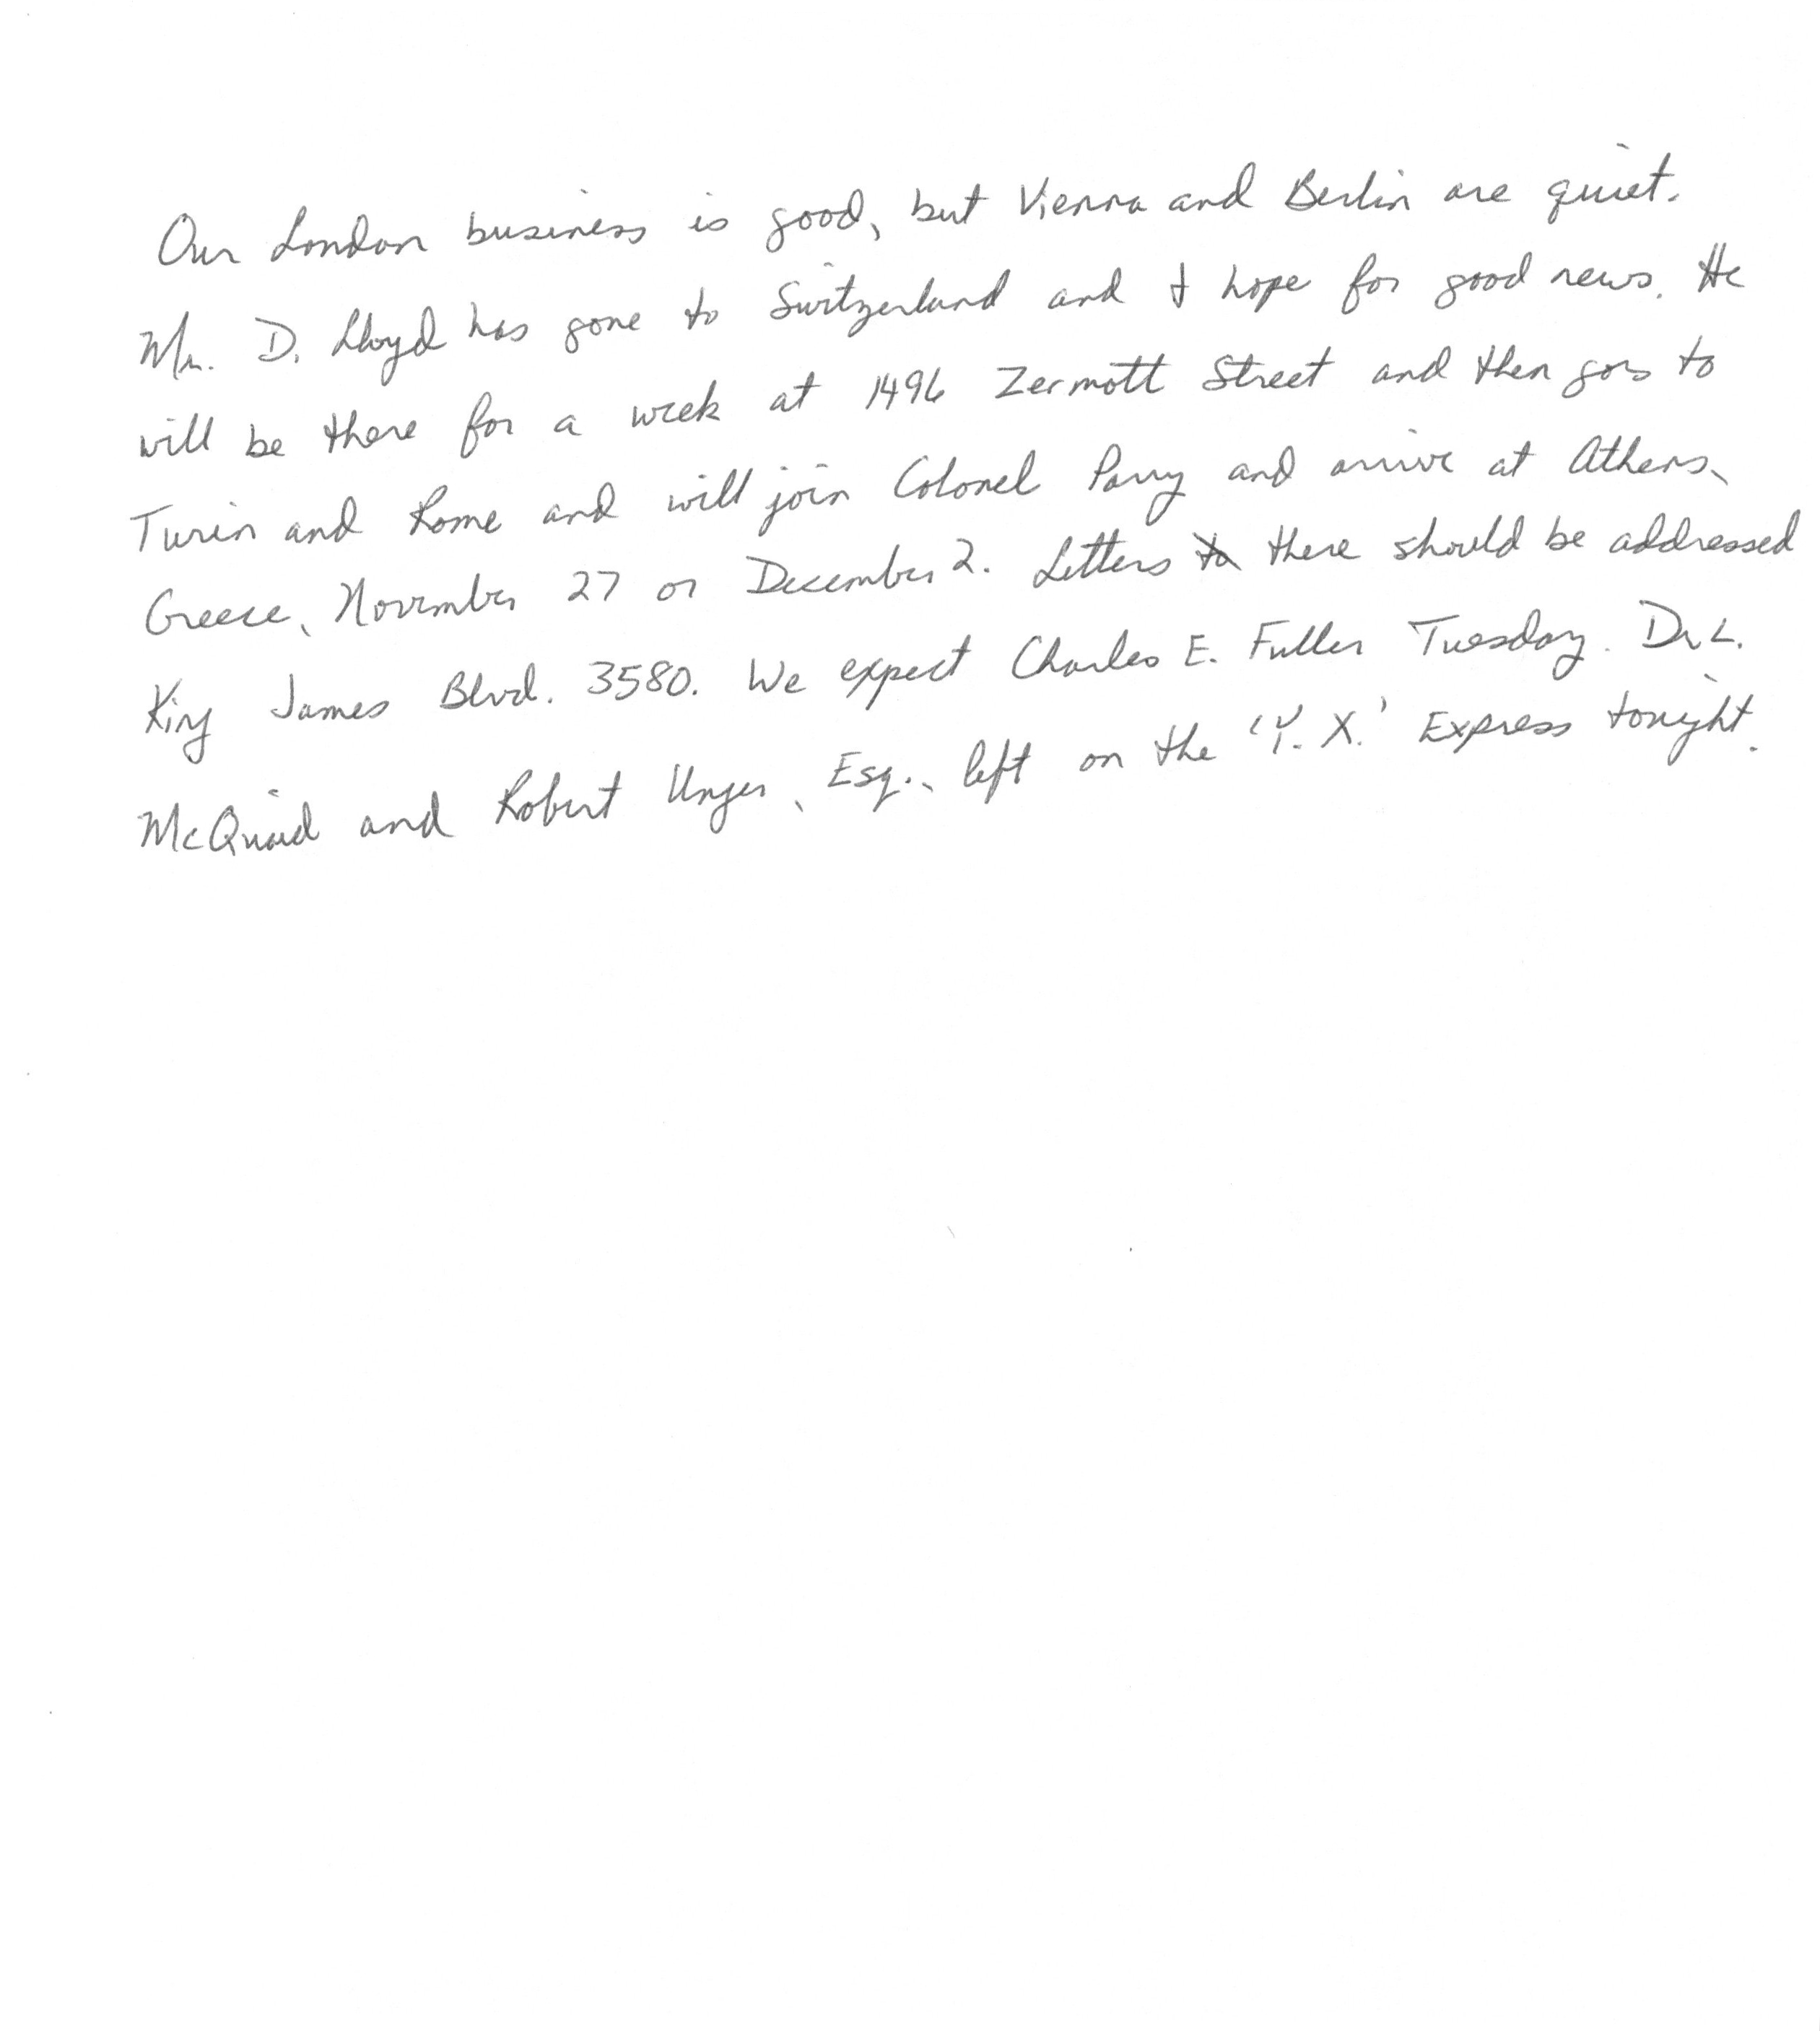 Our London business is good, but Vienna and Berlin are quiet.
Mr. D. Lloyd has gone to Switzerland and I hope for good news. He
will be there for a week at 1496 Zermott Street and then goes to
Turin and Rome and will join Colonel Parry and arrive at Athens,
Greece, November 27 or December 2. Letters there should be addressed
King James Blvd. 3580. We expect Charles E. Fuller Tuesday. Dr. L.
McQuaid and Robert Unger, Esq., left on the 'Y. X.' Express tonight.